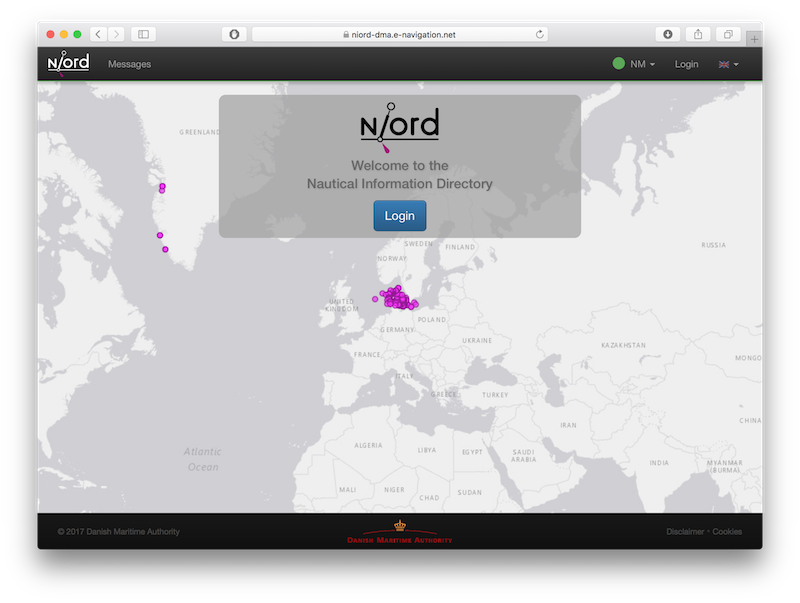 niord-dma.e-navigation.net
Niord Messages NM Login
GREENLAND
Niord
Welcome to the
Nautical Information Directory
Login
SWEDEN FINLAND
RUSSIA
NORWAY
UNITED
KINGDOM
POLAND
GERMANY
UKRAINE
KAZAKHSTAN
FRANCE
MONGO
ITALY
GREECE TURKEY
CHINA
IRAN
ALGERIA
LIBYA EGYPT SAUDI
ARABIA
Atlantic
Ocean
INDIA MYANMAR
(BURMA)
MALI NIGER
CHAD SUDAN
© 2017 Danish Maritime Authority
DANISH MARITIME AUTHORITY
Disclaimer • Cookies